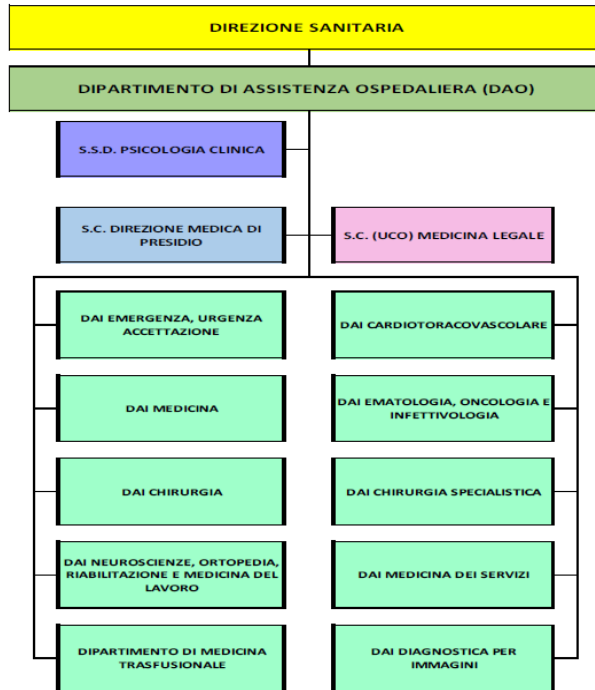 DIREZIONE SANITARIA
DIPARTIMENTO DI ASSISTENZA OSPEDALIERA (DAO)
S.S.D. PSICOLOGIA CLINICA
S.C. DIREZIONE MEDICA DI
PRESIDIO
S.C. (UCO) MEDICINA LEGALE
DAI EMERGENZA, URGENZA
ACCETTAZIONE
DAI CARDIOTORACOVASCOLARE
DAI MEDICINA
DAI EMATOLOGIA, ONCOLOGIA E
INFETTIVOLOGIA
DAI CHIRURGIA
DAI CHIRURGIA SPECIALISTICA
DAI NEUROSCIENZE, ORTOPEDIA,
RIABILITAZIONE E MEDICINA DEL
LAVORO
DAI MEDICINA DEI SERVIZI
DIPARTIMENTO DI MEDICINA
TRASFUSIONALE
DAI DIAGNOSTICA PER
IMMAGINI